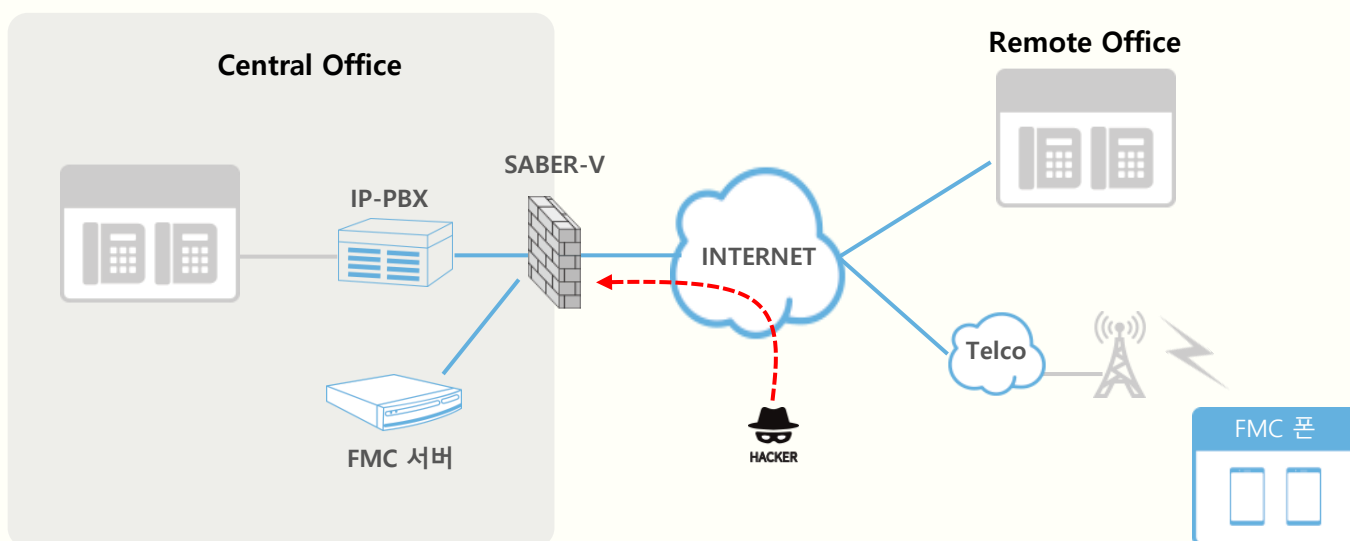 Central Office
Remote Office
SABER-V
IP-PBX
INTERNET
Telco
FMC 서버
HACKER
FMC 폰